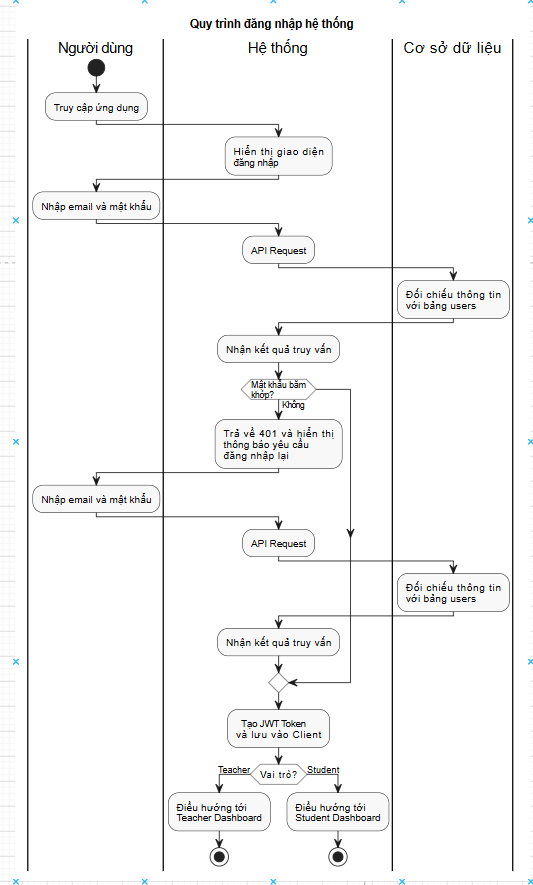 Quy trình đăng nhập hệ thống
Người dùng
Hệ thống
Cơ sở dữ liệu
Truy cập ứng dụng
Hiển thị giao diện
đăng nhập
Nhập email và mật khẩu
API Request
Đối chiếu thông tin
với bảng users
Nhận kết quả truy vấn
Mật khẩu băm
khớp?
Không
Trả về 401 và hiển thị
thông báo yêu cầu
đăng nhập lại
Nhập email và mật khẩu
API Request
Đối chiếu thông tin
với bảng users
Nhận kết quả truy vấn
Tạo JWT Token
và lưu vào Client
Vai trò?
Teacher
Student
Điều hướng tới
Teacher Dashboard
Điều hướng tới
Student Dashboard